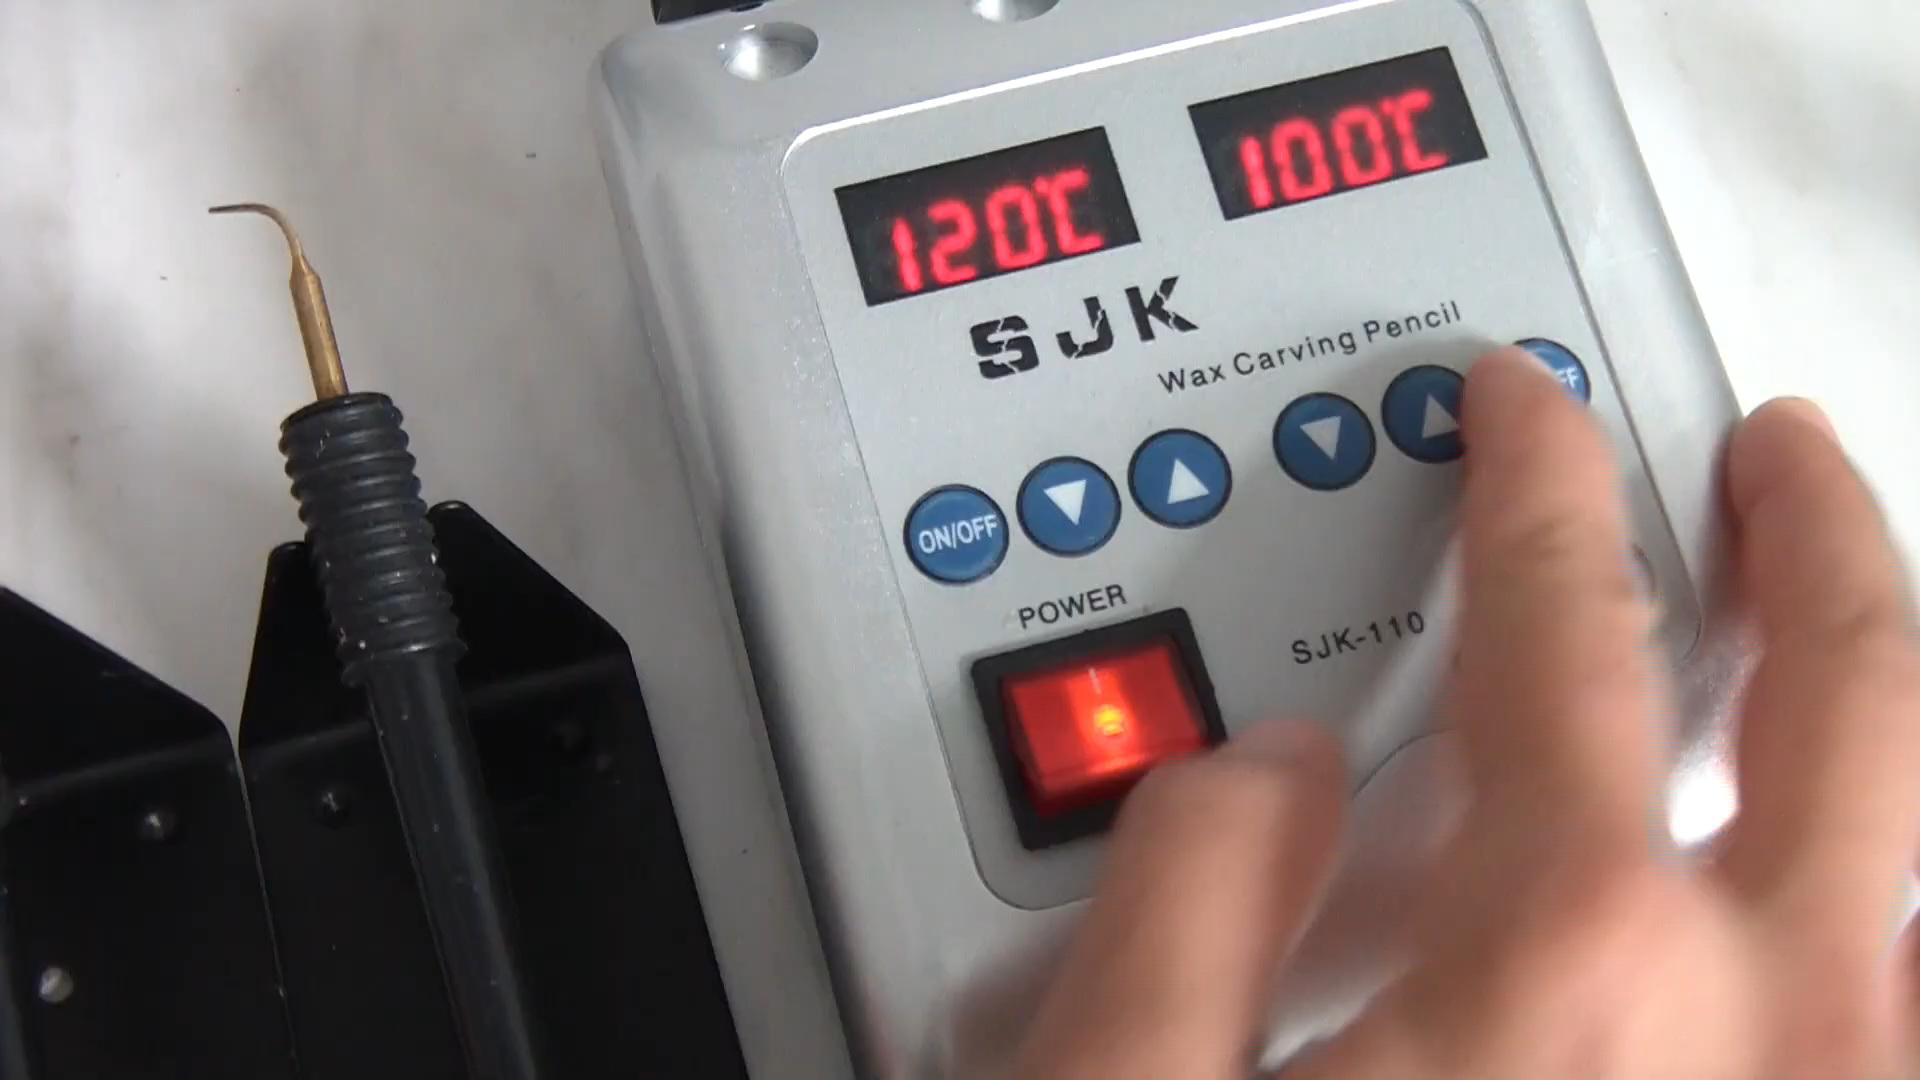 120℃ 100℃
SJK
Wax Carving Pencil
ON/OFF
POWER
SJK-110